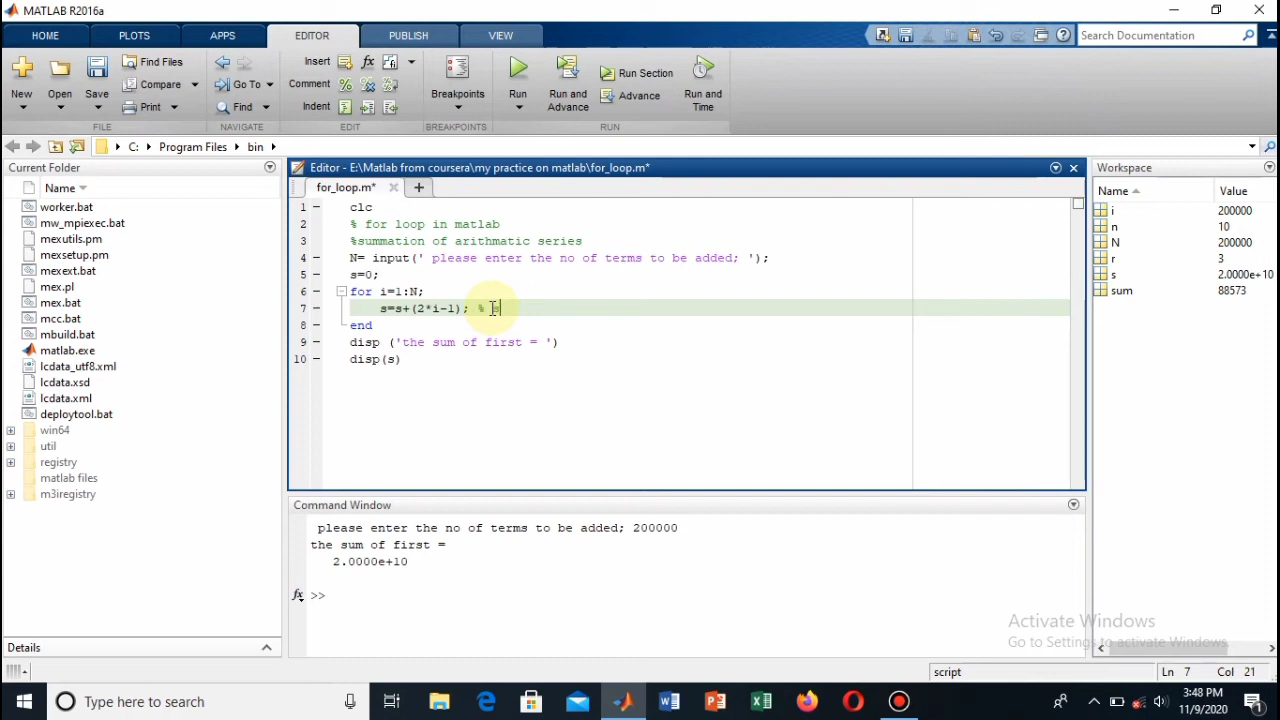 MATLAB R2016a
HOME PLOTS APPS EDITOR PUBLISH VIEW Search Documentation
New Open Save Find Files Compare Print
Go To Find
Insert fx Comment Indent
Breakpoints Run Run and Advance Run Section Advance Run and Time
FILE NAVIGATE EDIT BREAKPOINTS RUN
C: Program Files bin
Current Folder
Name
worker.bat
mw_mpiexec.bat
mexutils.pm
mexsetup.pm
mexext.bat
mex.pl
mex.bat
mcc.bat
mbuild.bat
matlab.exe
lcdata_utf8.xml
lcdata.xsd
lcdata.xml
deploytool.bat
win64
util
registry
matlab files
m3iregistry
Details
Editor - E:\Matlab from coursera\my practice on matlab\for_loop.m*
for_loop.m*
1 clc
2 % for loop in matlab
3 %summation of arithmatic series
4 N= input(' please enter the no of terms to be added; ');
5 s=0;
6 for i=1:N;
7 s=s+(2*i-1); % s
8 end
9 disp ('the sum of first = ')
10 disp(s)
Command Window
please enter the no of terms to be added; 200000
the sum of first =
2.0000e+10
fx >>
Workspace
Name Value
i 200000
n 10
N 200000
r 3
s 2.0000e+10
sum 88573
Activate Windows
Go to Settings to activate Windows.
script Ln 7 Col 21
Type here to search
3:48 PM
11/9/2020